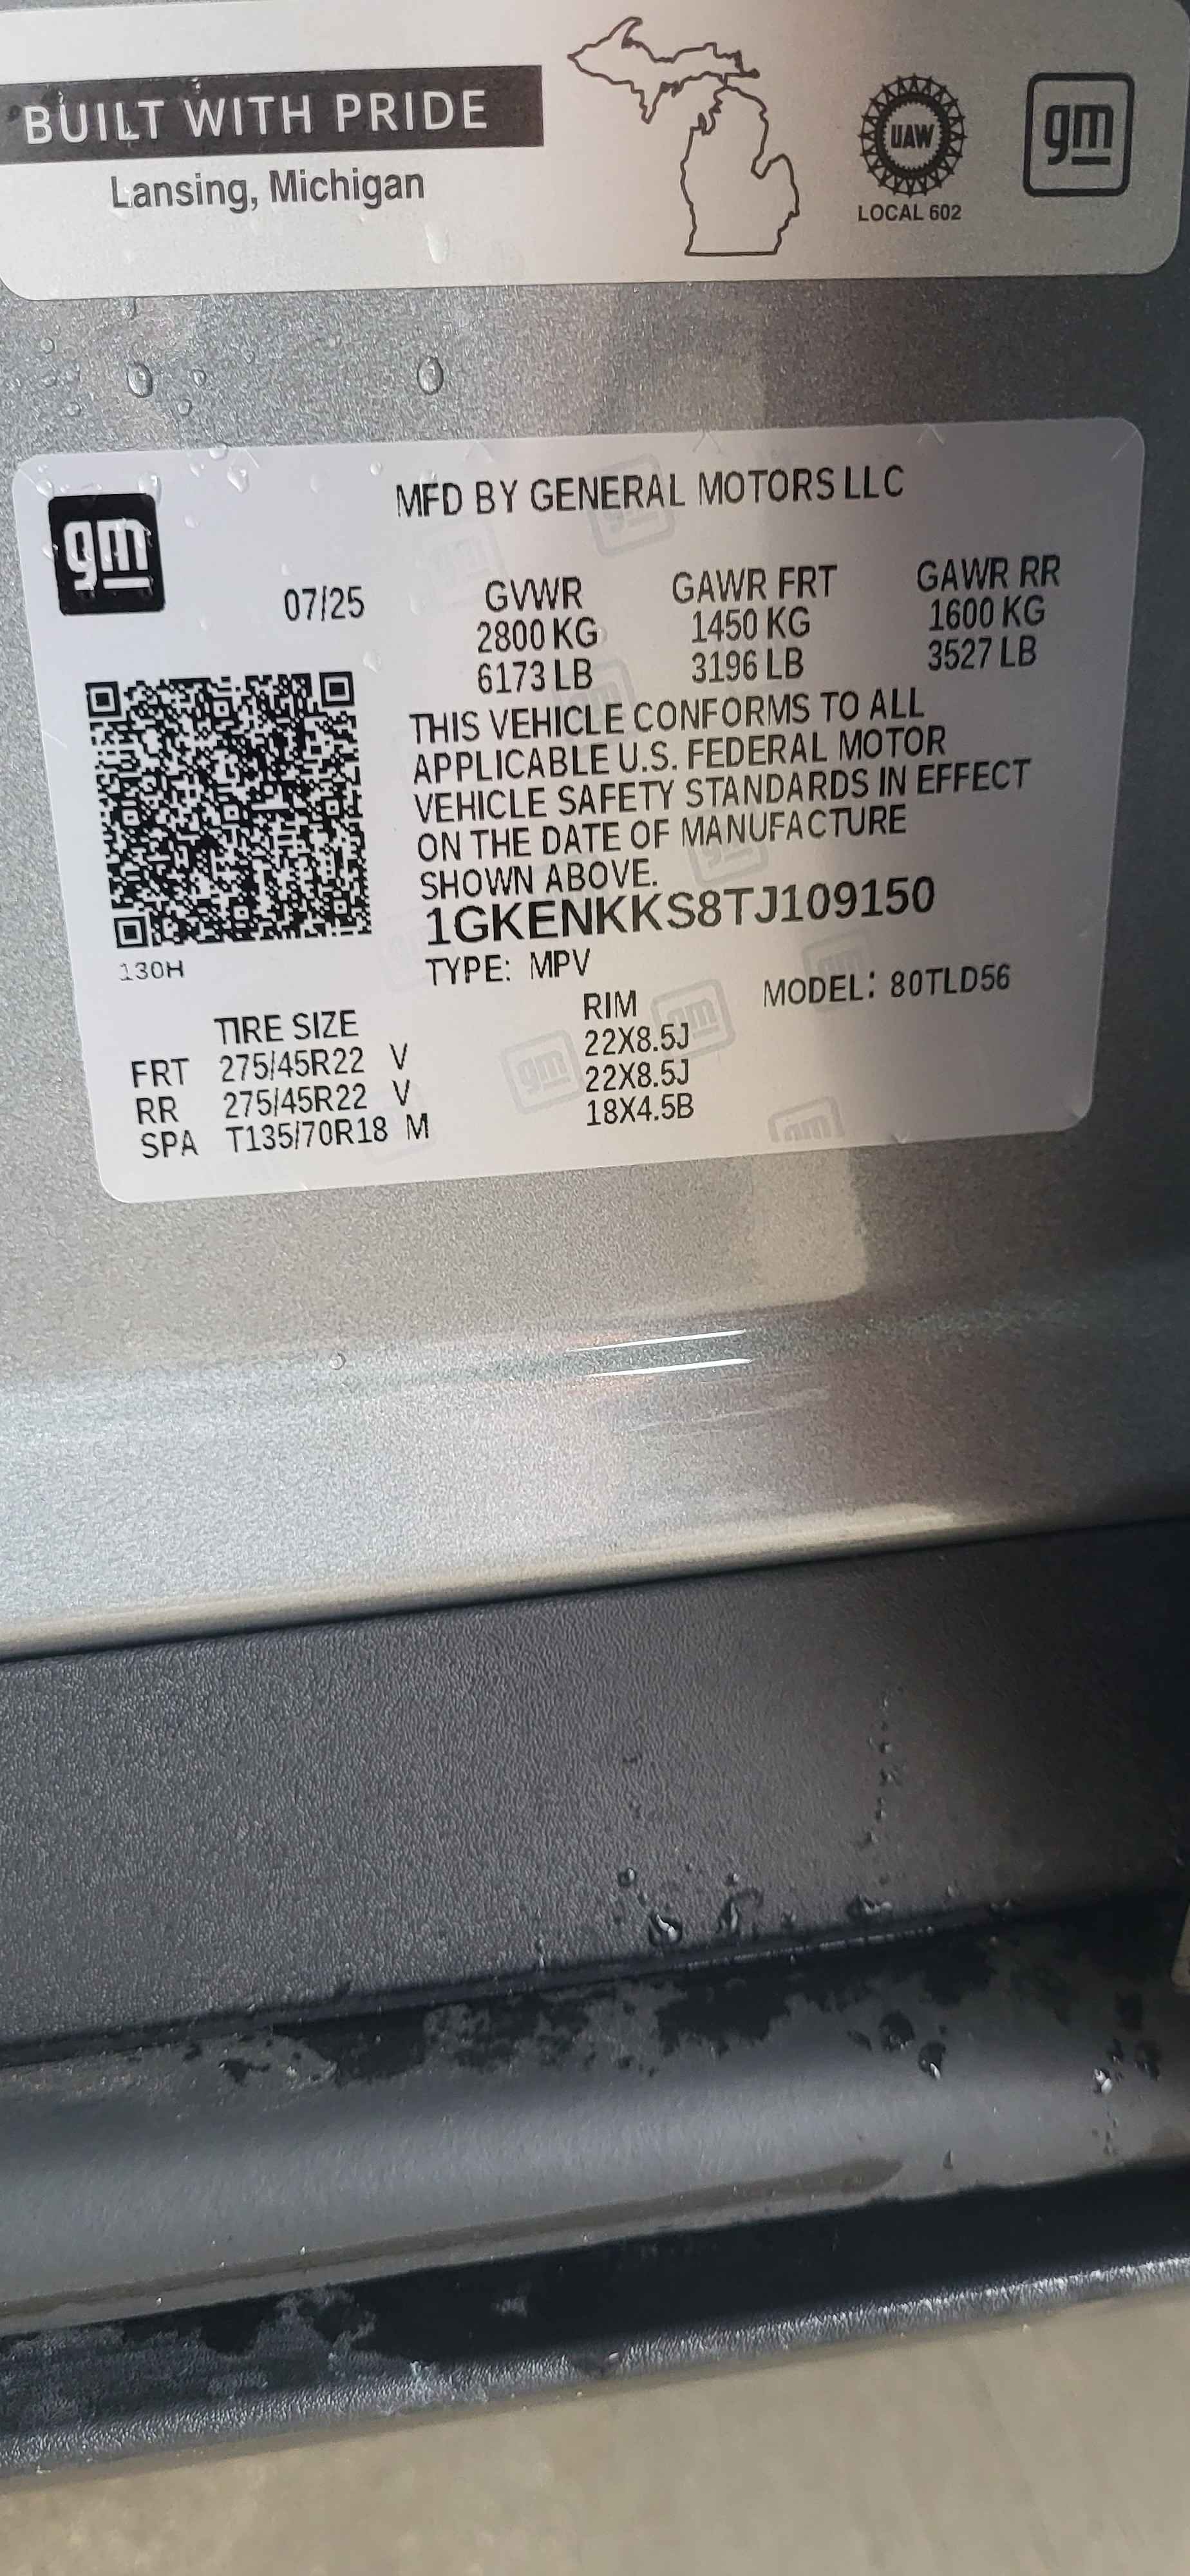 BUILT WITH PRIDE
Lansing, Michigan
UAW
LOCAL 602
gm
gm
MFD BY GENERAL MOTORS LLC
07/25
GVWR GAWR FRT GAWR RR
2800 KG 1450 KG 1600 KG
6173 LB 3196 LB 3527 LB
THIS VEHICLE CONFORMS TO ALL
APPLICABLE U.S. FEDERAL MOTOR
VEHICLE SAFETY STANDARDS IN EFFECT
ON THE DATE OF MANUFACTURE
SHOWN ABOVE.
1GKENKKS8TJ109150
130H
TYPE: MPV
MODEL: 80TLD56
TIRE SIZE RIM
FRT 275/45R22 V 22X8.5J
RR 275/45R22 V 22X8.5J
SPA T135/70R18 M 18X4.5B